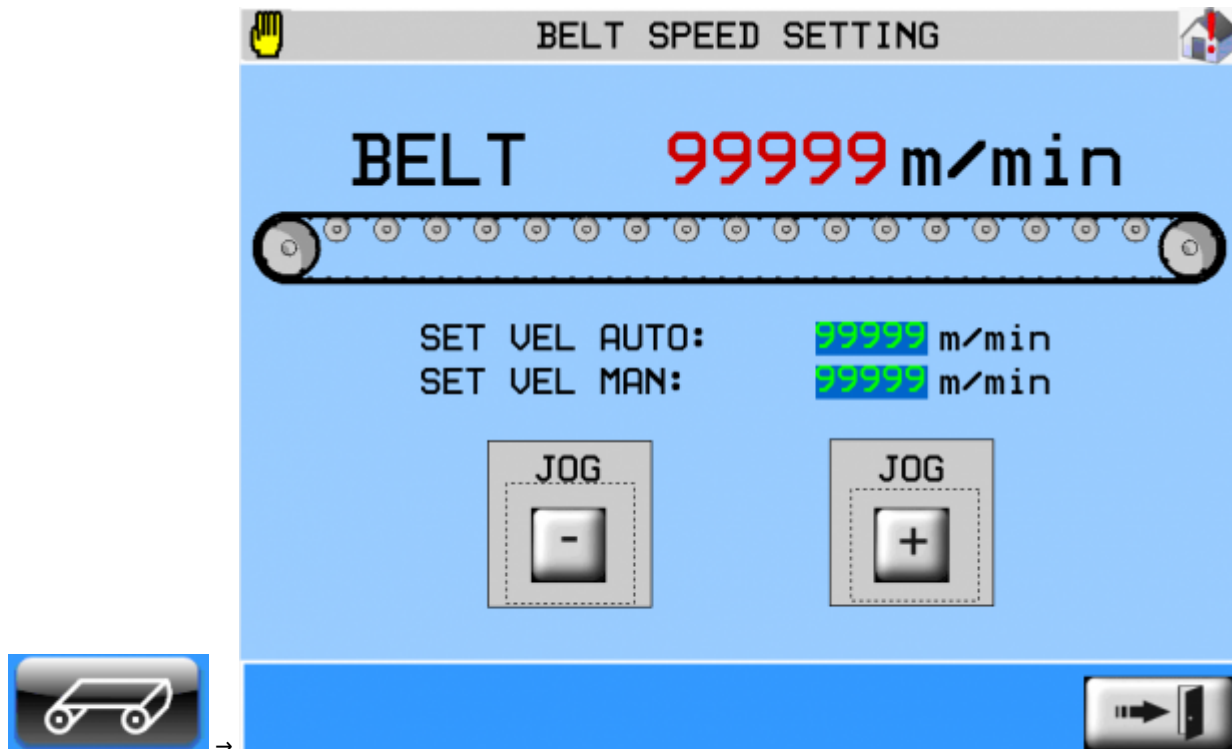 BELT SPEED SETTING
BELT 99999 m/min
SET VEL AUTO: 99999 m/min
SET VEL MAN: 99999 m/min
JOG JOG
- +
→